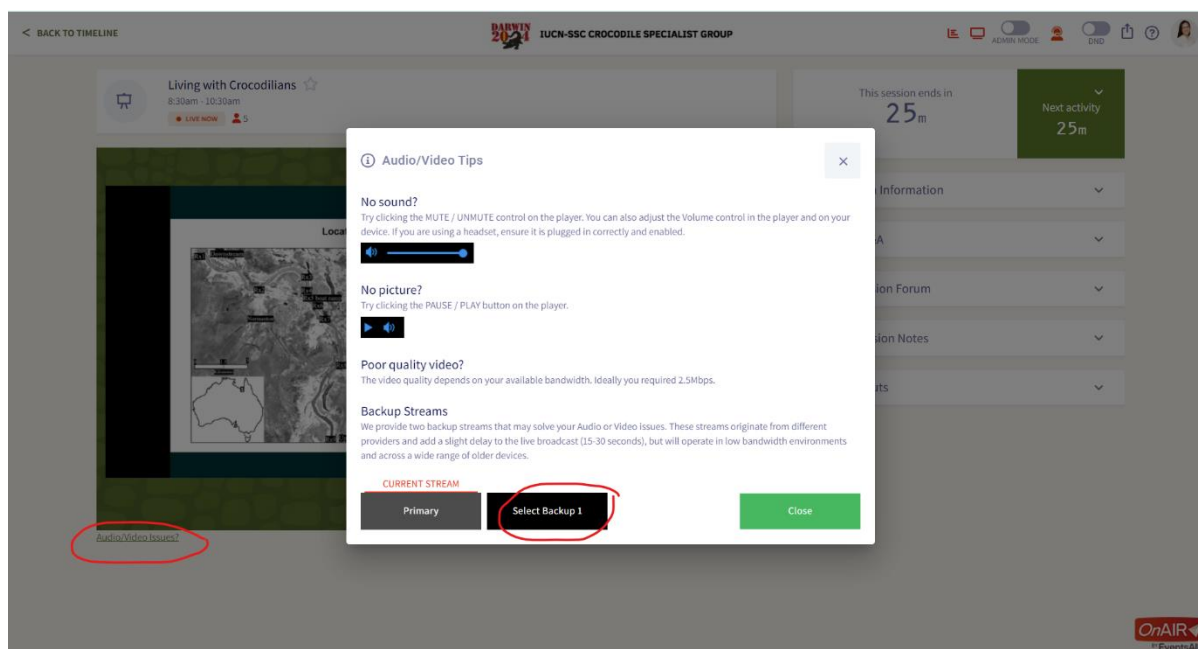 < BACK TO TIMELINE
DARWIN
2024
IUCN-SSC CROCODILE SPECIALIST GROUP
ADMIN MODE
DND
Living with Crocodilians
8:30am - 10:30am
LIVE NOW 5
This session ends in
25m
Next activity
25m
Audio/Video Tips
No sound?
Try clicking the MUTE / UNMUTE control on the player. You can also adjust the Volume control in the player and on your
device. If you are using a headset, ensure it is plugged in correctly and enabled.
No picture?
Try clicking the PAUSE / PLAY button on the player.
Poor quality video?
The video quality depends on your available bandwidth. Ideally you required 2.5Mbps.
Backup Streams
We provide two backup streams that may solve your Audio or Video issues. These streams originate from different
providers and add a slight delay to the live broadcast (15-30 seconds), but will operate in low bandwidth environments
and across a wide range of older devices.
CURRENT STREAM
Primary
Select Backup 1
Close
Information
Forum
Notes
Audio/Video Issues?
OnAIR